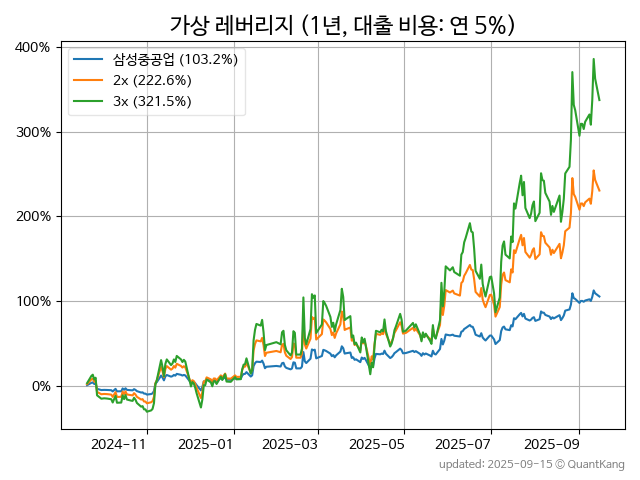 가상 레버리지 (1년, 대출 비용: 연 5%)
삼성중공업 (103.2%)
2x (222.6%)
3x (321.5%)
400%
300%
200%
100%
0%
2024-11 2025-01 2025-03 2025-05 2025-07 2025-09
updated: 2025-09-15 © QuantKang